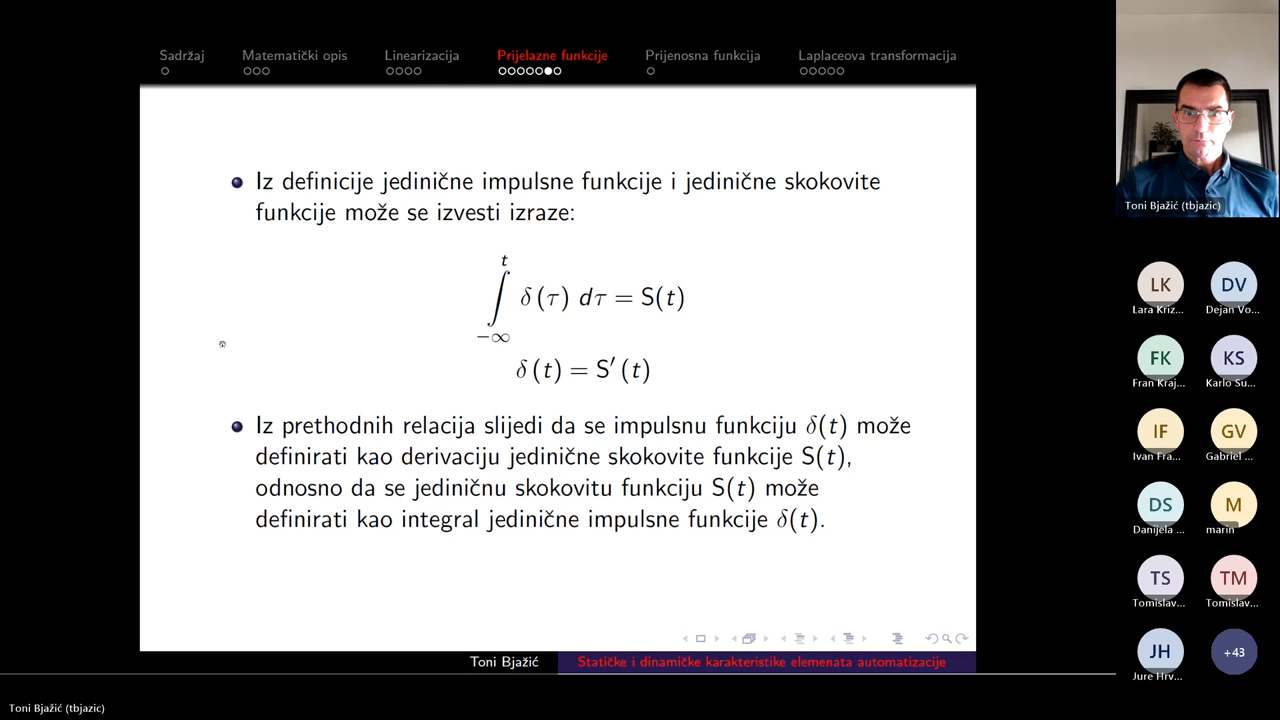 Sadržaj
Matematički opis
Linearizacija
Prijelazne funkcije
Prijenosna funkcija
Laplaceova transformacija
Iz definicije jedinične impulsne funkcije i jedinične skokovite
funkcije može se izvesti izraze:
∫_{−∞}^{t} δ(τ) dτ = S(t)
δ(t) = S′(t)
Iz prethodnih relacija slijedi da se impulsnu funkciju δ(t) može
definirati kao derivaciju jedinične skokovite funkcije S(t),
odnosno da se jediničnu skokovitu funkciju S(t) može
definirati kao integral jedinične impulsne funkcije δ(t).
Toni Bjažić
Statičke i dinamičke karakteristike elemenata automatizacije
Toni Bjažić (tbjazic)
Toni Bjažić (tbjazic)
LK
DV
Lara Kriz...
Dejan Vo...
FK
KS
Fran Kraj...
Karlo Su...
IF
GV
Ivan Fra...
Gabriel ...
DS
M
Danijela ...
marin
TS
TM
Tomislav...
Tomislav...
JH
+43
Jure Hrv...